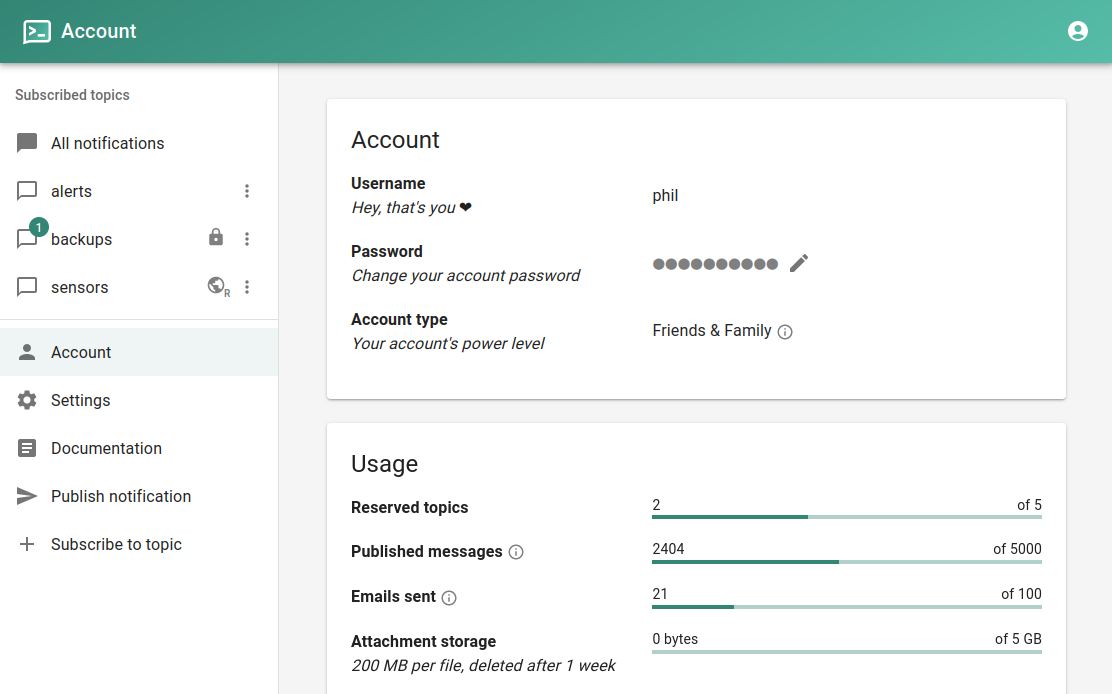 Account
Subscribed topics
All notifications
alerts
1
backups
sensors
R
Account
Settings
Documentation
Publish notification
Subscribe to topic
Account
Username
Hey, that's you ❤
phil
Password
Change your account password
●●●●●●●●●●
Account type
Your account's power level
Friends & Family
Usage
Reserved topics
2 of 5
Published messages
2404 of 5000
Emails sent
21 of 100
Attachment storage
200 MB per file, deleted after 1 week
0 bytes of 5 GB